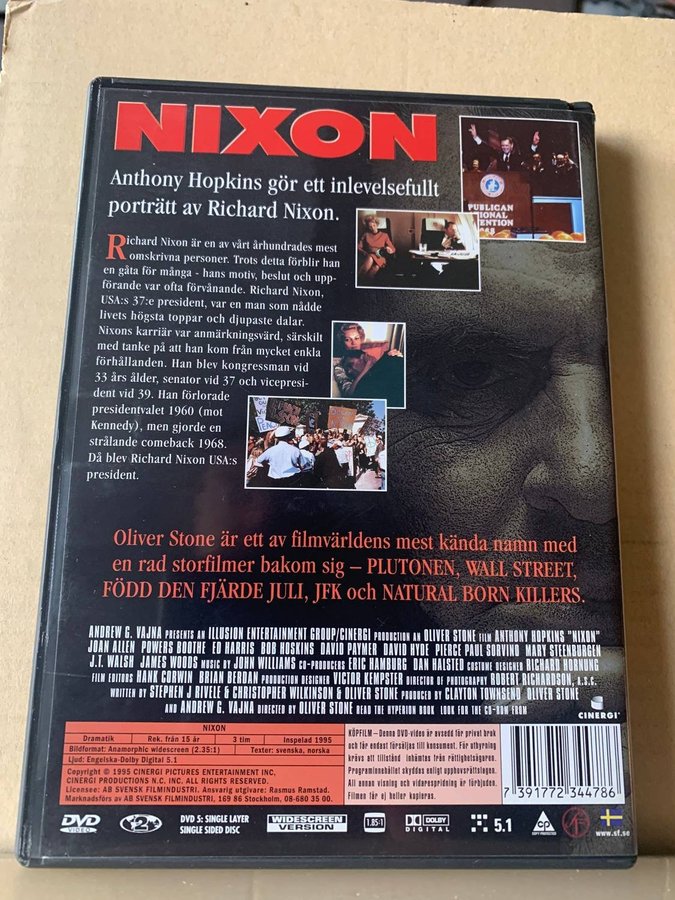 NIXON
Anthony Hopkins gör ett inlevelsefullt
porträtt av Richard Nixon.
PUBLICAN
IONAL
VENTION
68
Richard Nixon är en av vårt århundrades mest
omskrivna personer. Trots detta förblir han
en gåta för många - hans motiv, beslut och upp-
förande var ofta förvånande. Richard Nixon,
USA:s 37:e president, var en man som nådde
livets högsta toppar och djupaste dalar.
Nixons karriär var anmärkningsvärd, särskilt
med tanke på att han kom från mycket enkla
förhållanden. Han blev kongressman vid
33 års ålder, senator vid 37 och vicepresi-
dent vid 39. Han förlorade
presidentvalet 1960 (mot
Kennedy), men gjorde en
strålande comeback 1968.
Då blev Richard Nixon USA:s
president.
Oliver Stone är ett av filmvärldens mest kända namn med
en rad storfilmer bakom sig – PLUTONEN, WALL STREET,
FÖDD DEN FJÄRDE JULI, JFK och NATURAL BORN KILLERS.
ANDREW G. VAJNA PRESENTS AN ILLUSION ENTERTAINMENT GROUP/CINERGI PRODUCTION AN OLIVER STONE FILM ANTHONY HOPKINS "NIXON"
JOAN ALLEN POWERS BOOTHE ED HARRIS BOB HOSKINS DAVID PAYMER DAVID HYDE PIERCE PAUL SORVINO MARY STEENBURGEN
J.T. WALSH JAMES WOODS MUSIC BY JOHN WILLIAMS CO-PRODUCERS ERIC HAMBURG DAN HALSTED COSTUME DESIGNER RICHARD HORNUNG
FILM EDITORS HANK CORWIN BRIAN BERDAN PRODUCTION DESIGNER VICTOR KEMPSTER DIRECTOR OF PHOTOGRAPHY ROBERT RICHARDSON, A.S.C.
WRITTEN BY STEPHEN J RIVELE & CHRISTOPHER WILKINSON & OLIVER STONE PRODUCED BY CLAYTON TOWNSEND OLIVER STONE
AND ANDREW G. VAJNA DIRECTED BY OLIVER STONE READ THE HYPERION BOOK LOOK FOR THE CD-ROM FROM
CINERGI
NIXON
Dramatik Rek. från 15 år 3 tim Inspelad 1995
Bildformat: Anamorphic widescreen (2.35:1) Texter: svenska, norska
Ljud: Engelska-Dolby Digital 5.1
Copyright © 1995 CINERGI PICTURES ENTERTAINMENT INC,
CINERGI PRODUCTIONS N.C. INC. ALL RIGHTS RESERVED.
Licensee: AB SVENSK FILMINDUSTRI. Ansvarig utgivare: Rasmus Ramstad.
Marknadsförs av AB SVENSK FILMINDUSTRI, 169 86 Stockholm, 08-680 35 00.
KÖPFILM – Denna DVD-video är avsedd för privat bruk
och får endast försäljas till konsument. För uthyrning
krävs att tillstånd inhämtas från rättighetsägaren.
Programinnehållet skyddas enligt upphovsrättslagen.
All annan visning och vidarespridning är förbjuden.
Filmen får ej heller kopieras.
7 391772 344786
DVD VIDEO
2
DVD 5: SINGLE LAYER
SINGLE SIDED DISC
WIDESCREEN
VERSION
1.85:1
DOLBY
DIGITAL
5.1
CP
COPY PROTECTED
SF
www.sf.se